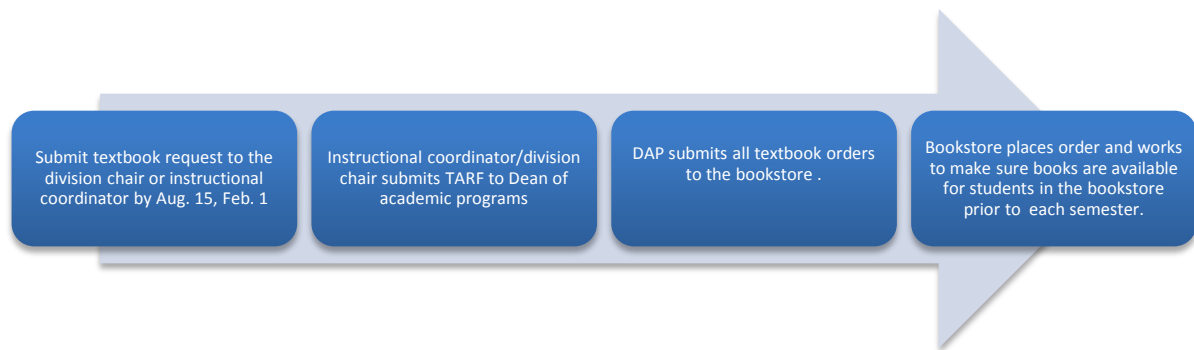 Submit textbook request to the
division chair or instructional
coordinator by Aug. 15, Feb. 1
Instructional coordinator/division
chair submits TARF to Dean of
academic programs
DAP submits all textbook orders
to the bookstore .
Bookstore places order and works
to make sure books are available
for students in the bookstore
prior to  each semester.